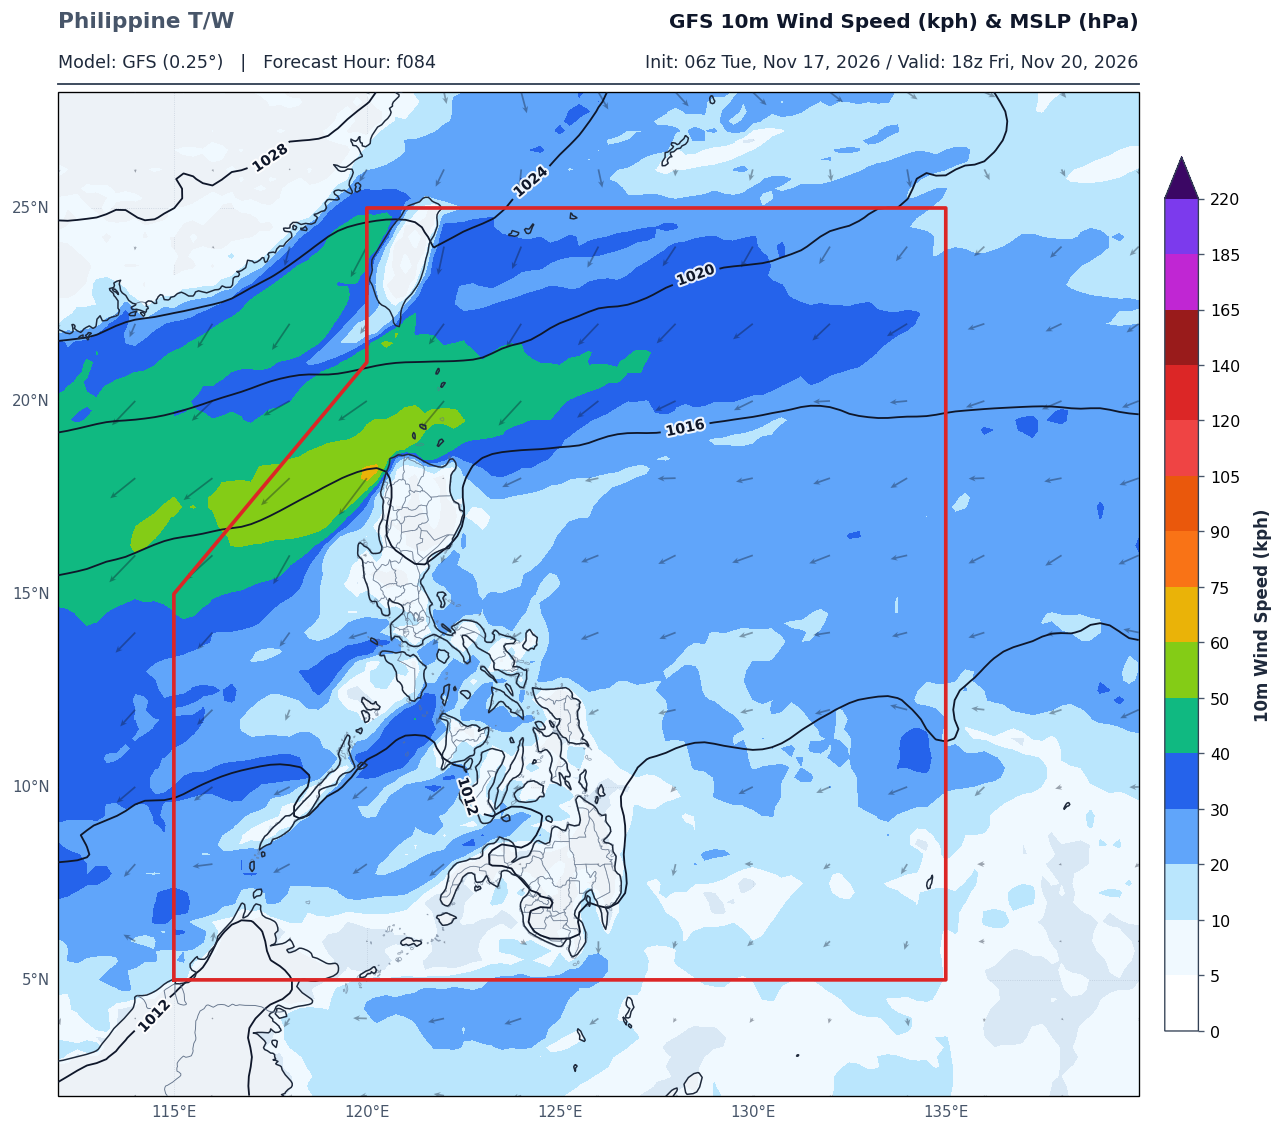 Philippine T/W
GFS 10m Wind Speed (kph) & MSLP (hPa)
Model: GFS (0.25°) | Forecast Hour: f084
Init: 06z Tue, Nov 17, 2026 / Valid: 18z Fri, Nov 20, 2026
1028
1024
1020
1016
1012
1012
25°N
20°N
15°N
10°N
5°N
115°E
120°E
125°E
130°E
135°E
220
185
165
140
120
105
90
75
60
50
40
30
20
10
5
0
10m Wind Speed (kph)